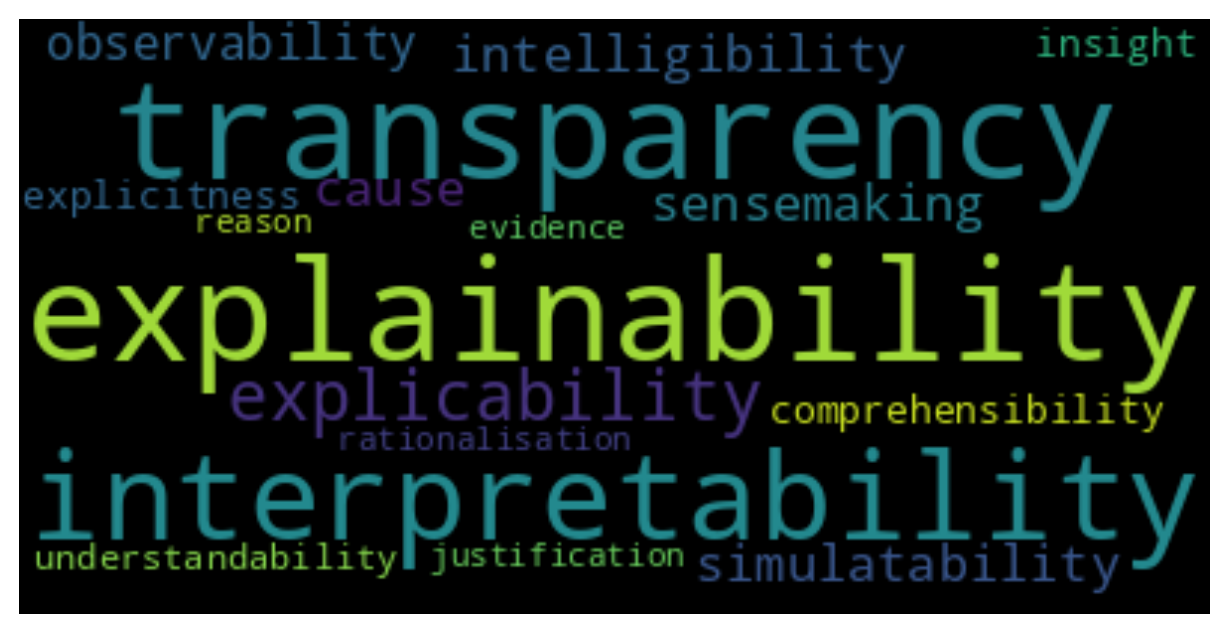 observability intelligibility insight
transparency
explicitness cause sensemaking
reason evidence
explainability
explicability comprehensibility
rationalisation
interpretability
understandability justification simulatability